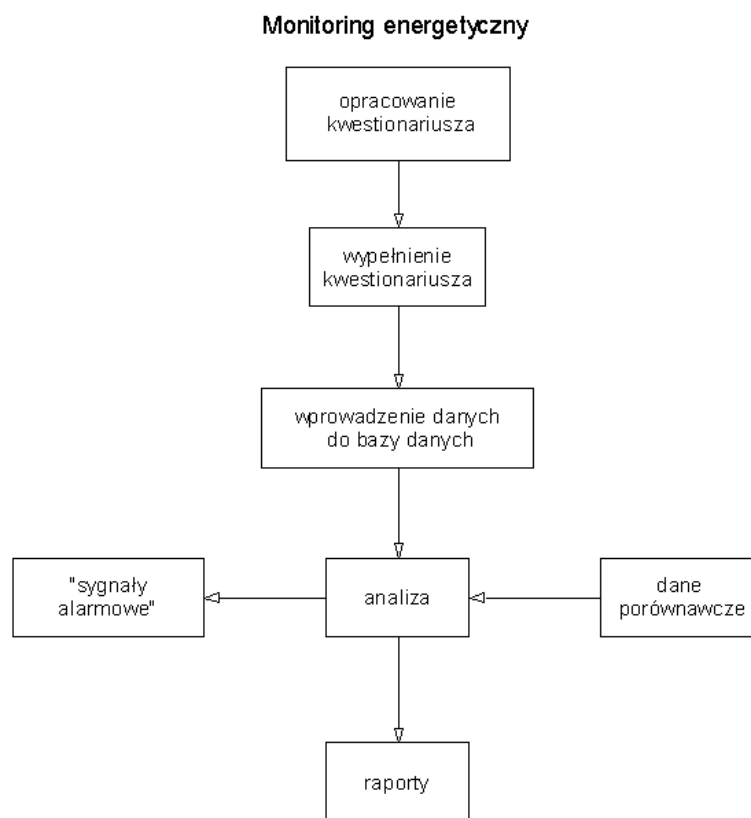 Monitoring energetyczny
opracowanie
kwestionariusza
wypełnienie
kwestionariusza
wprowadzenie danych
do bazy danych
"sygnały
alarmowe"
analiza
dane
porównawcze
raporty